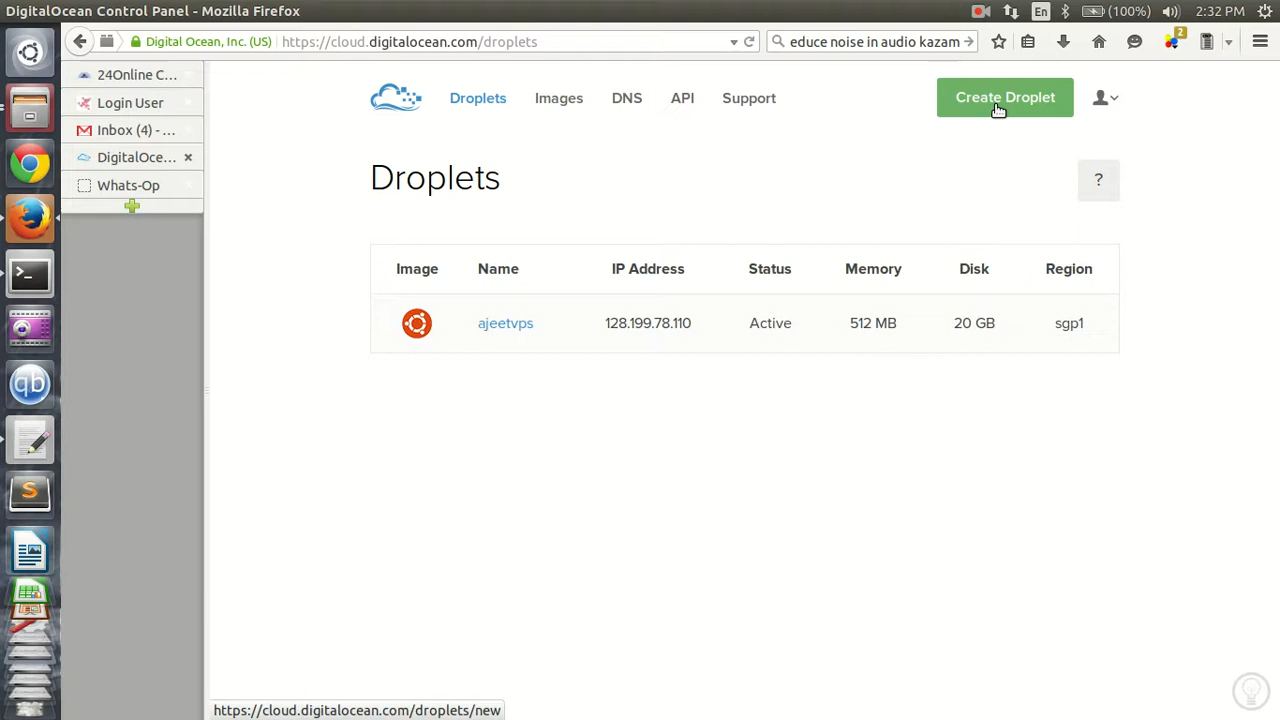 DigitalOcean Control Panel - Mozilla Firefox
En
(100%)
2:32 PM
Digital Ocean, Inc. (US)
https://cloud.digitalocean.com/droplets
educe noise in audio kazam
2
24Online C...
Login User
Inbox (4) - ...
DigitalOce...
Whats-Op
Droplets
Images
DNS
API
Support
Create Droplet
Droplets
?
Image Name IP Address Status Memory Disk Region
ajeetvps 128.199.78.110 Active 512 MB 20 GB sgp1
qb
S
https://cloud.digitalocean.com/droplets/new